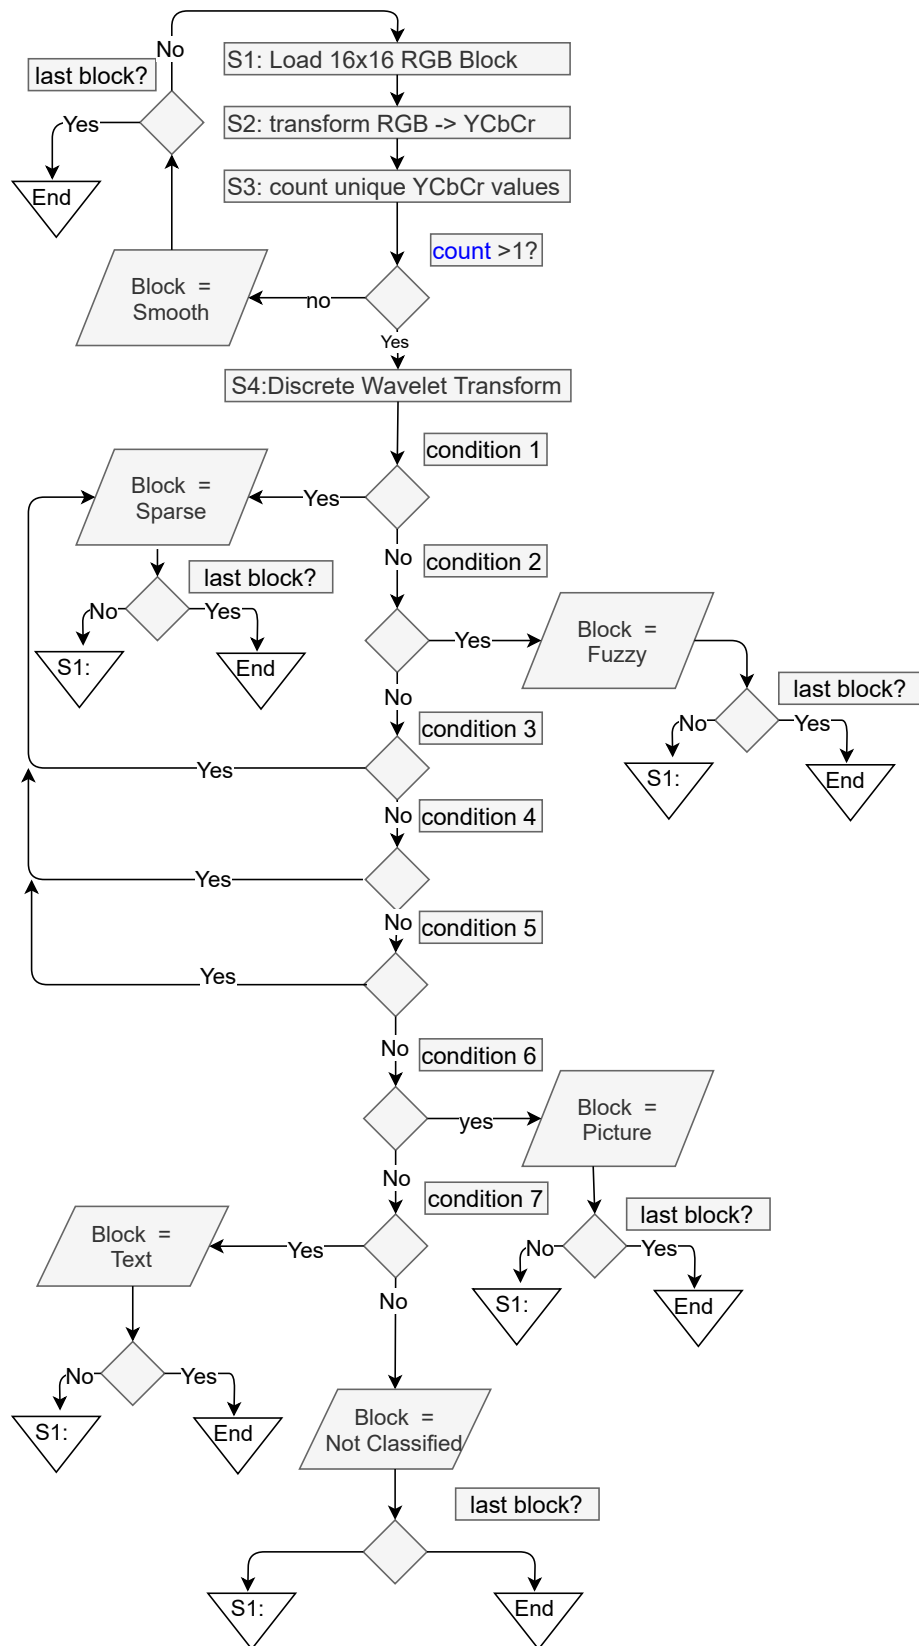 No
S1: Load 16x16 RGB Block
last block?
Yes
S2: transform RGB -> YCbCr
End
S3: count unique YCbCr values
count >1?
Block =
Smooth
no
Yes
S4:Discrete Wavelet Transform
condition 1
Block =
Sparse
Yes
No
condition 2
last block?
No
Yes
S1:
End
Yes
Block =
Fuzzy
No
condition 3
last block?
No
Yes
S1:
End
Yes
No
condition 4
Yes
No
condition 5
Yes
No
condition 6
yes
Block =
Picture
No
condition 7
last block?
No
Yes
S1:
End
Block =
Text
Yes
No
No
Yes
S1:
End
Block =
Not Classified
last block?
S1:
End